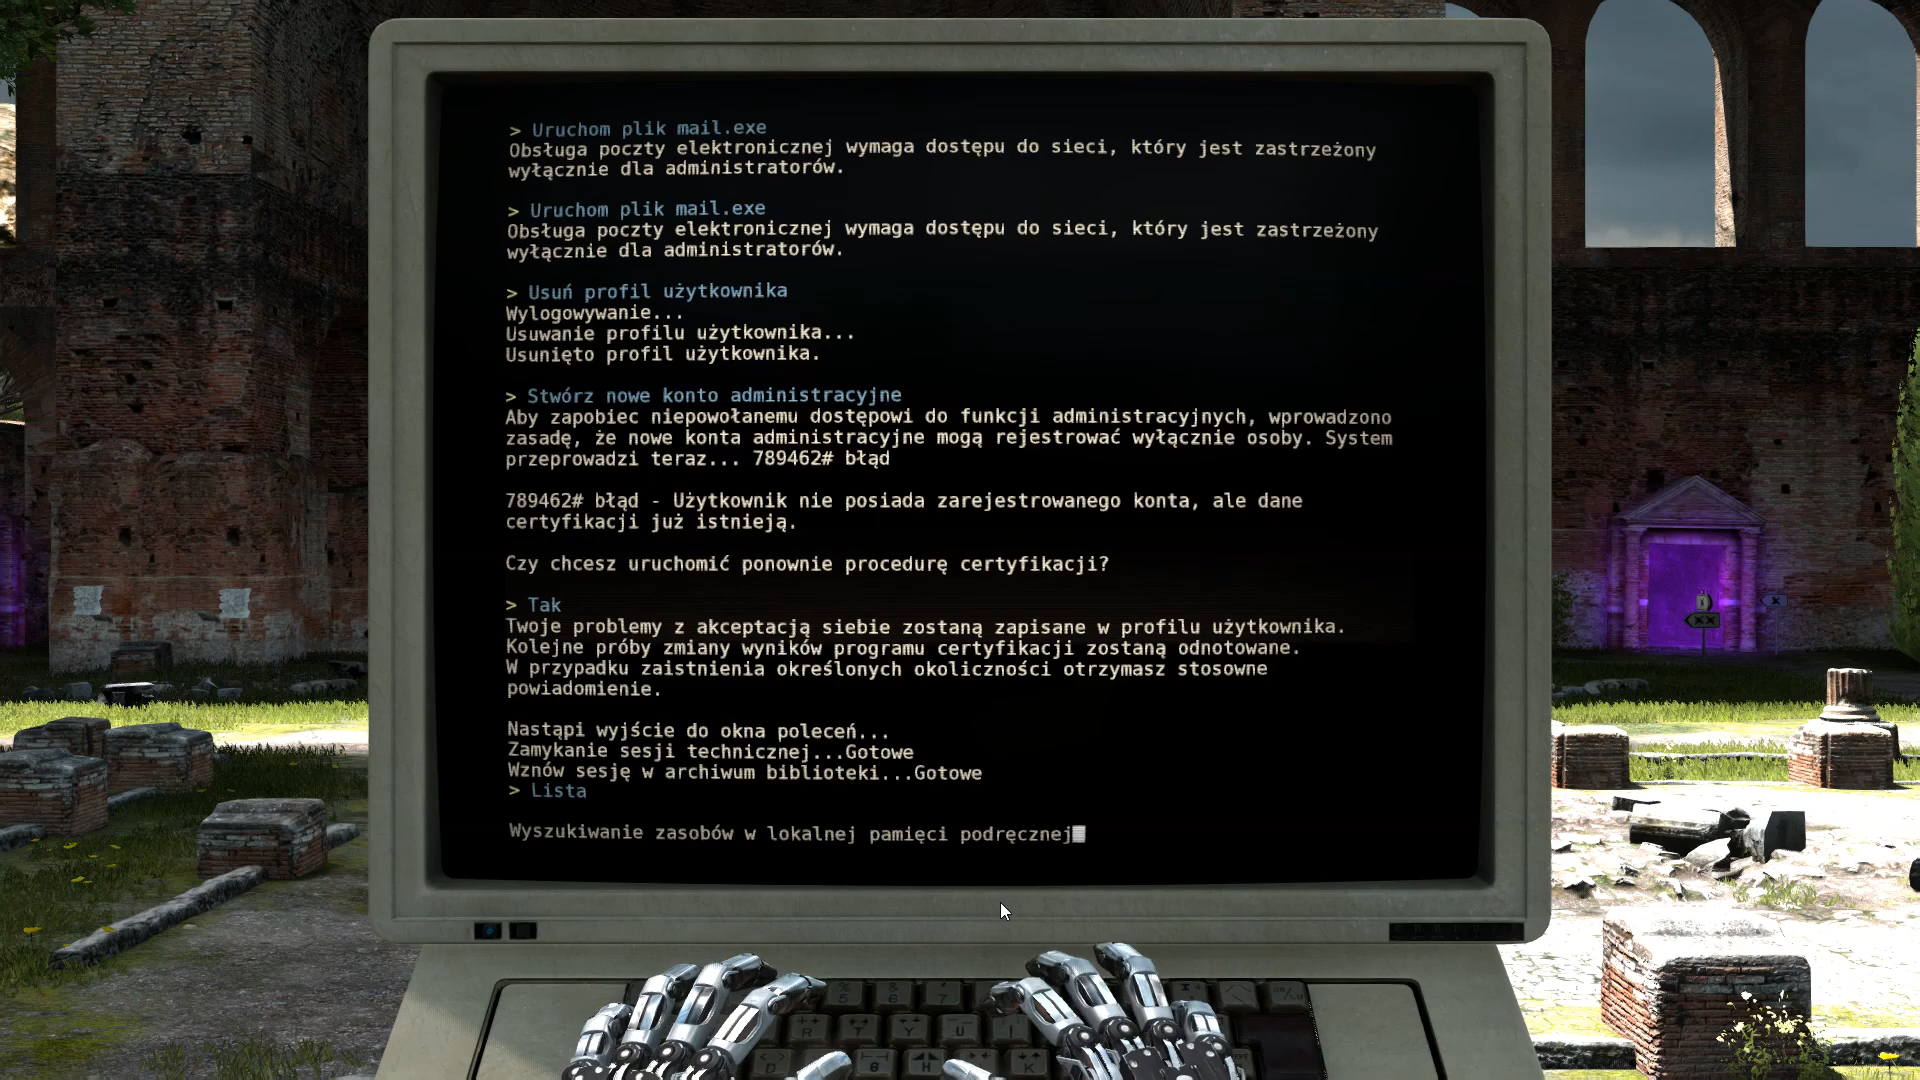 > Uruchom plik mail.exe
Obsługa poczty elektronicznej wymaga dostępu do sieci, który jest zastrzeżony
wyłącznie dla administratorów.
> Uruchom plik mail.exe
Obsługa poczty elektronicznej wymaga dostępu do sieci, który jest zastrzeżony
wyłącznie dla administratorów.
> Usuń profil użytkownika
Wylogowywanie...
Usuwanie profilu użytkownika...
Usunięto profil użytkownika.
> Stwórz nowe konto administracyjne
Aby zapobiec niepowołanemu dostępowi do funkcji administracyjnych, wprowadzono
zasadę, że nowe konta administracyjne mogą rejestrować wyłącznie osoby. System
przeprowadzi teraz... 789462# błąd
789462# błąd - Użytkownik nie posiada zarejestrowanego konta, ale dane
certyfikacji już istnieją.
Czy chcesz uruchomić ponownie procedurę certyfikacji?
> Tak
Twoje problemy z akceptacją siebie zostaną zapisane w profilu użytkownika.
Kolejne próby zmiany wyników programu certyfikacji zostaną odnotowane.
W przypadku zaistnienia określonych okoliczności otrzymasz stosowne
powiadomienie.
Nastąpi wyjście do okna poleceń...
Zamykanie sesji technicznej...Gotowe
Wznów sesję w archiwum biblioteki...Gotowe
> Lista
Wyszukiwanie zasobów w lokalnej pamięci podręcznej
% 5 & 6 7
R T Y U I
D H K